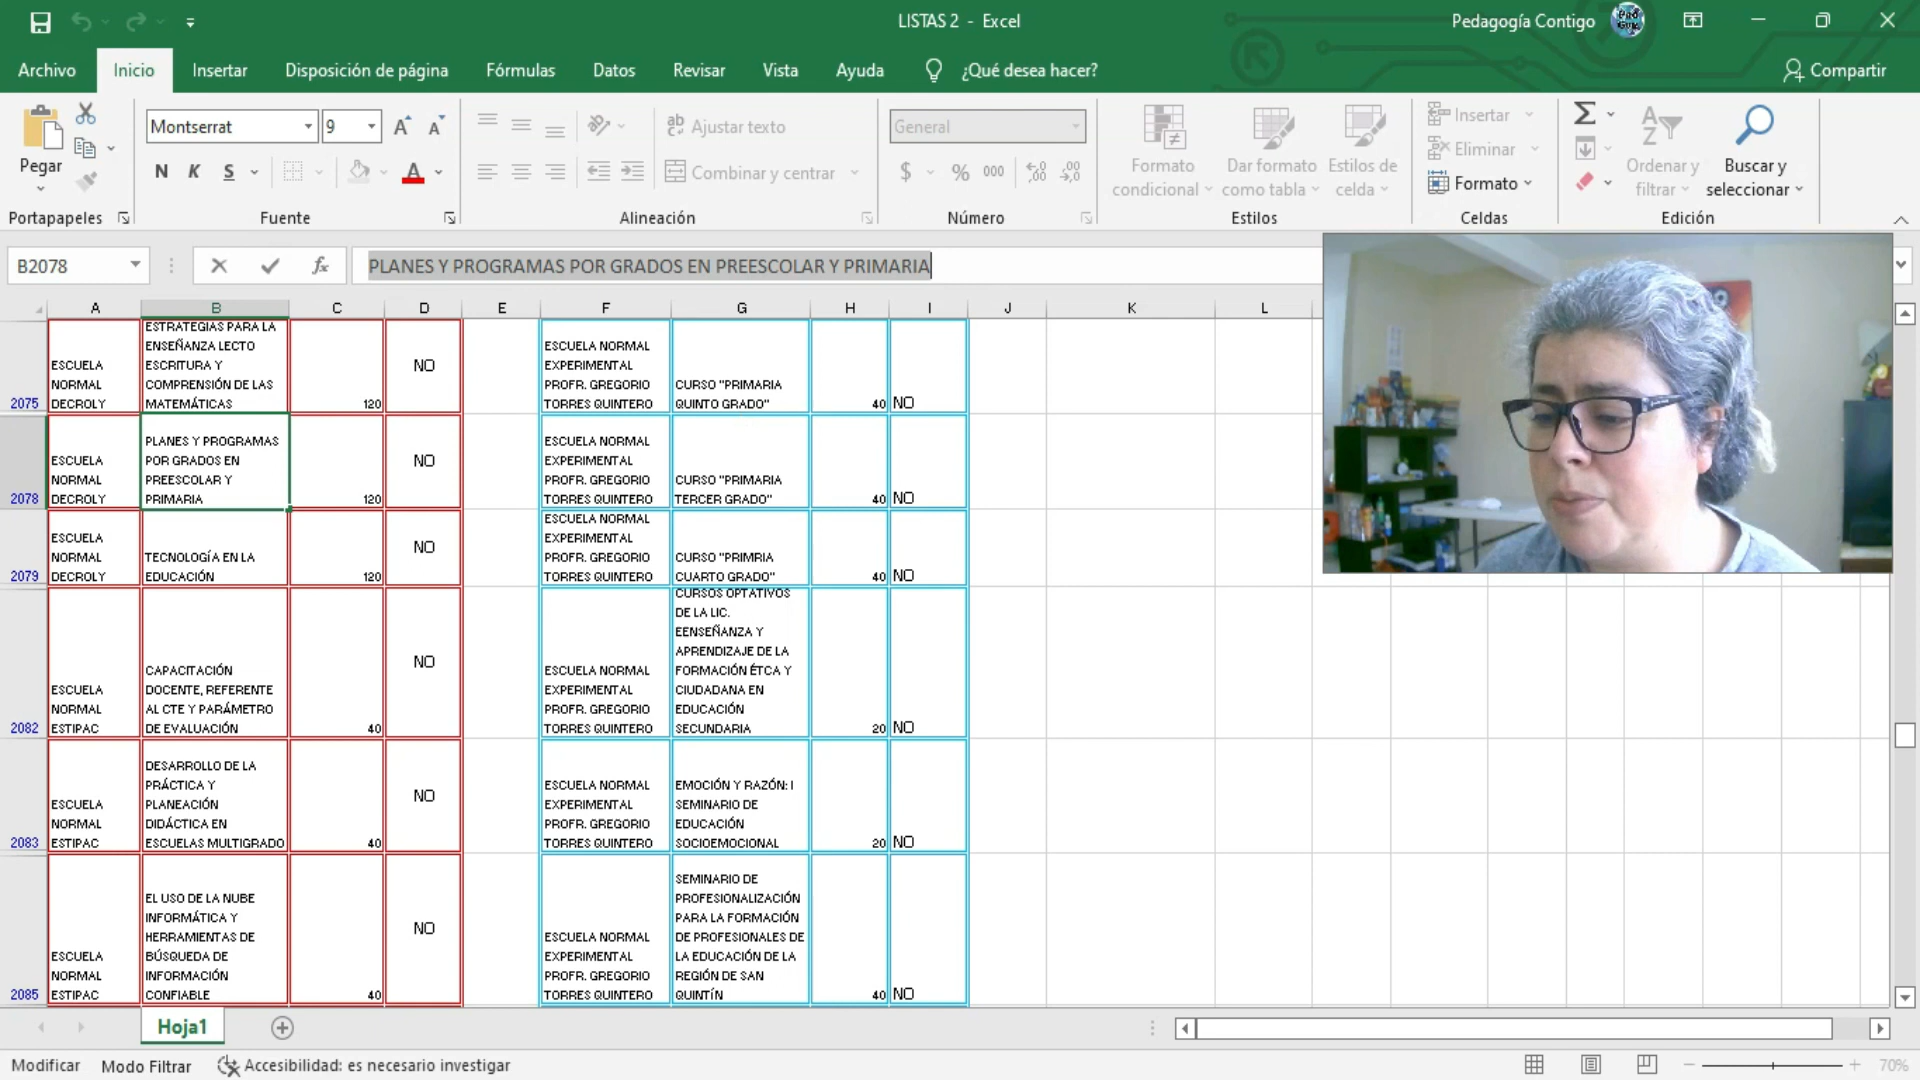 LISTAS 2 - Excel
Pedagogía Contigo
Archivo
Inicio
Insertar
Disposición de página
Fórmulas
Datos
Revisar
Vista
Ayuda
¿Qué desea hacer?
Compartir
Pegar
Portapapeles
Montserrat
9
N K S
Fuente
Ajustar texto
Combinar y centrar
Alineación
General
$ % 000
Número
Formato
condicional
Dar formato
como tabla
Estilos de
celda
Estilos
Insertar
Eliminar
Formato
Celdas
Ordenar y
filtrar
Buscar y
seleccionar
Edición
B2078
fx
PLANES Y PROGRAMAS POR GRADOS EN PREESCOLAR Y PRIMARIA
A B C D E F G H I J K L
2075
ESCUELA
NORMAL
DECROLY
ESTRATEGIAS PARA LA
ENSEÑANZA LECTO
ESCRITURA Y
COMPRENSIÓN DE LAS
MATEMÁTICAS
120
NO
ESCUELA NORMAL
EXPERIMENTAL
PROFR. GREGORIO
TORRES QUINTERO
CURSO "PRIMARIA
QUINTO GRADO"
40
NO
2078
ESCUELA
NORMAL
DECROLY
PLANES Y PROGRAMAS
POR GRADOS EN
PREESCOLAR Y
PRIMARIA
120
NO
ESCUELA NORMAL
EXPERIMENTAL
PROFR. GREGORIO
TORRES QUINTERO
CURSO "PRIMARIA
TERCER GRADO"
40
NO
2079
ESCUELA
NORMAL
DECROLY
TECNOLOGÍA EN LA
EDUCACIÓN
120
NO
ESCUELA NORMAL
EXPERIMENTAL
PROFR. GREGORIO
TORRES QUINTERO
CURSO "PRIMRIA
CUARTO GRADO"
40
NO
2082
ESCUELA
NORMAL
ESTIPAC
CAPACITACIÓN
DOCENTE, REFERENTE
AL CTE Y PARÁMETRO
DE EVALUACIÓN
40
NO
ESCUELA NORMAL
EXPERIMENTAL
PROFR. GREGORIO
TORRES QUINTERO
CURSOS OPTATIVOS
DE LA LIC.
EENSEÑANZA Y
APRENDIZAJE DE LA
FORMACIÓN ÉTCA Y
CIUDADANA EN
EDUCACIÓN
SECUNDARIA
20
NO
2083
ESCUELA
NORMAL
ESTIPAC
DESARROLLO DE LA
PRÁCTICA Y
PLANEACIÓN
DIDÁCTICA EN
ESCUELAS MULTIGRADO
40
NO
ESCUELA NORMAL
EXPERIMENTAL
PROFR. GREGORIO
TORRES QUINTERO
EMOCIÓN Y RAZÓN: I
SEMINARIO DE
EDUCACIÓN
SOCIOEMOCIONAL
20
NO
2085
ESCUELA
NORMAL
ESTIPAC
EL USO DE LA NUBE
INFORMÁTICA Y
HERRAMIENTAS DE
BÚSQUEDA DE
INFORMACIÓN
CONFIABLE
40
NO
ESCUELA NORMAL
EXPERIMENTAL
PROFR. GREGORIO
TORRES QUINTERO
SEMINARIO DE
PROFESIONALIZACIÓN
PARA LA FORMACIÓN
DE PROFESIONALES DE
LA EDUCACIÓN DE LA
REGIÓN DE SAN
QUINTÍN
40
NO
Hoja1
Modificar
Modo Filtrar
Accesibilidad: es necesario investigar
70%